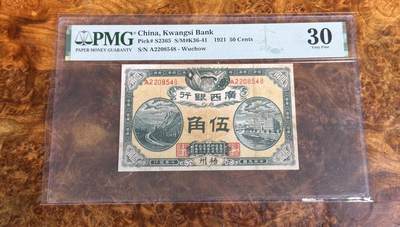 PMG
PAPER MONEY GUARANTY
China, Kwangsi Bank
Pick# S2365 S/M#K36-41 1921 50 Cents
S/N A2208548 - Wuchow
30
Very Fine
A2208548 A2208548
行銀西廣
角伍
州梧